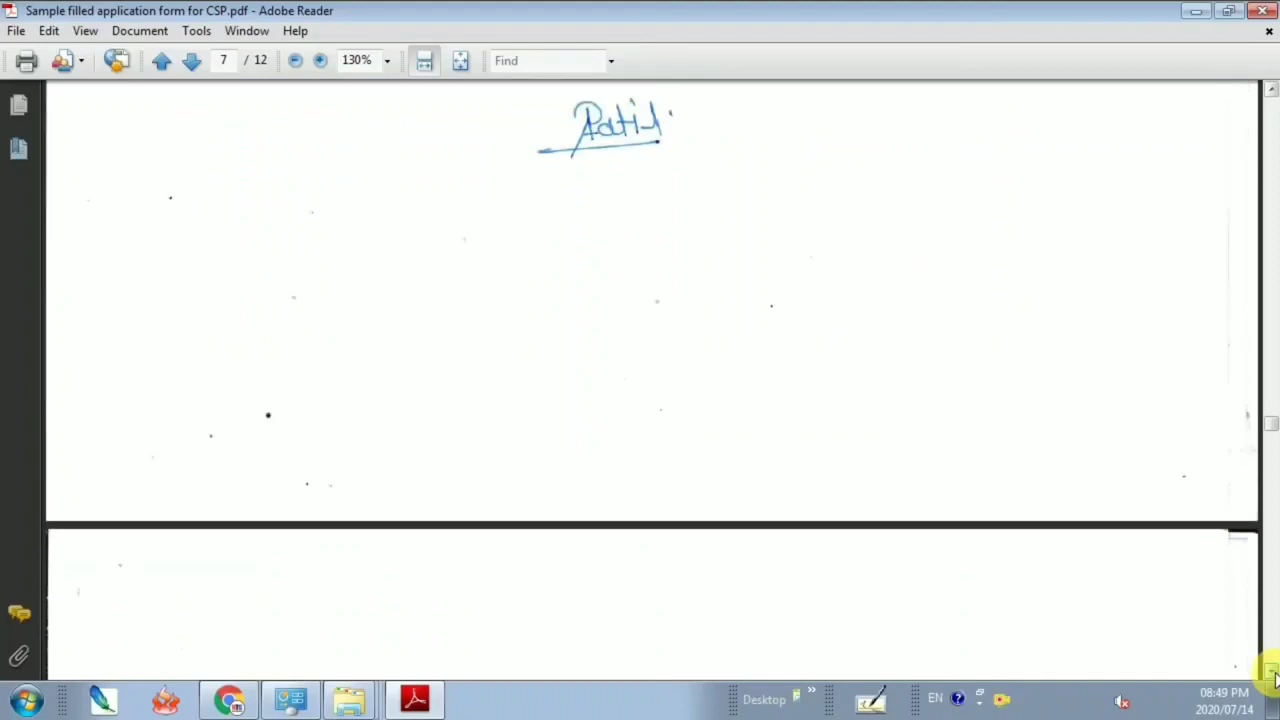 Sample filled application form for CSP.pdf - Adobe Reader
File Edit View Document Tools Window Help
7 / 12 130% Find
Desktop
EN
08:49 PM
2020/07/14